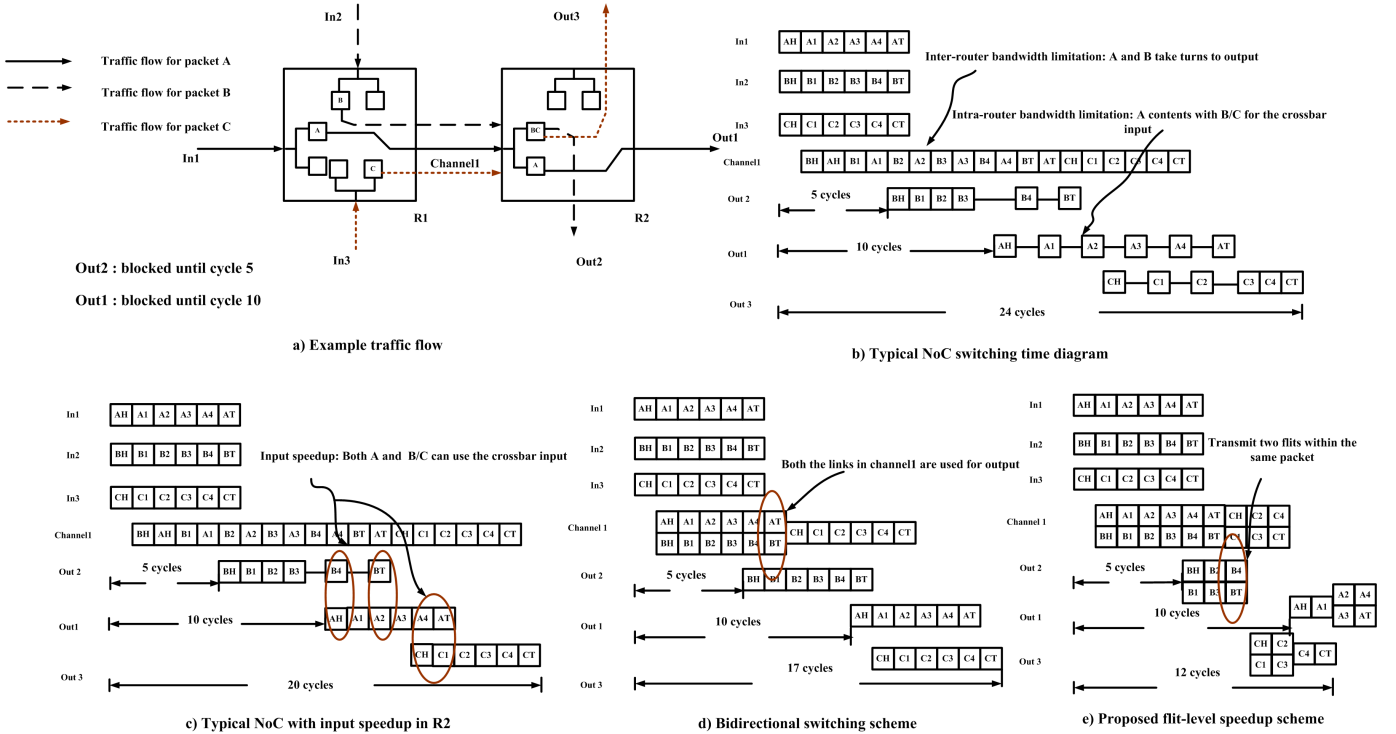 In2
Out3
Traffic flow for packet A
Traffic flow for packet B
Traffic flow for packet C
B
A
C
BC
A
In1
Channel1
Out1
R1
R2
In3
Out2
Out2 : blocked until cycle 5
Out1 : blocked until cycle 10
a) Example traffic flow
In1
AH A1 A2 A3 A4 AT
Inter-router bandwidth limitation: A and B take turns to output
In2
BH B1 B2 B3 B4 BT
Intra-router bandwidth limitation: A contents with B/C for the crossbar
input
In3
CH C1 C2 C3 C4 CT
Channel1
BH AH B1 A1 B2 A2 B3 A3 B4 A4 BT AT CH C1 C2 C3 C4 CT
Out 2
5 cycles
BH B1 B2 B3 B4 BT
Out1
10 cycles
AH A1 A2 A3 A4 AT
CH C1 C2 C3 C4 CT
Out 3
24 cycles
b) Typical NoC switching time diagram
In1
AH A1 A2 A3 A4 AT
In2
BH B1 B2 B3 B4 BT
Input speedup: Both A and B/C can use the crossbar input
In3
CH C1 C2 C3 C4 CT
Channel1
BH AH B1 A1 B2 A2 B3 A3 B4 A4 BT AT CH C1 C2 C3 C4 CT
Out 2
5 cycles
BH B1 B2 B3 B4 BT
Out1
10 cycles
AH A1 A2 A3 A4 AT
CH C1 C2 C3 C4 CT
Out 3
20 cycles
c) Typical NoC with input speedup in R2
In1
AH A1 A2 A3 A4 AT
In2
BH B1 B2 B3 B4 BT
Both the links in channel1 are used for output
In3
CH C1 C2 C3 C4 CT
Channel 1
AH A1 A2 A3 A4 AT
BH B1 B2 B3 B4 BT
CH C1 C2 C3 C4 CT
Out 2
5 cycles
BH B1 B2 B3 B4 BT
Out 1
10 cycles
AH A1 A2 A3 A4 AT
CH C1 C2 C3 C4 CT
17 cycles
Out 3
d) Bidirectional switching scheme
In1
AH A1 A2 A3 A4 AT
In2
BH B1 B2 B3 B4 BT
Transmit two flits within the
same packet
In3
CH C1 C2 C3 C4 CT
Channel 1
AH A1 A2 A3 A4 AT CH C2 C4
BH B1 B2 B3 B4 BT C1 C3 CT
Out 2
5 cycles
BH B2 B4
B1 B3 BT
Out 1
10 cycles
AH A1
A2 A4
A3 AT
Out 3
CH C2
C1 C3
C4 CT
12 cycles
e) Proposed flit-level speedup scheme